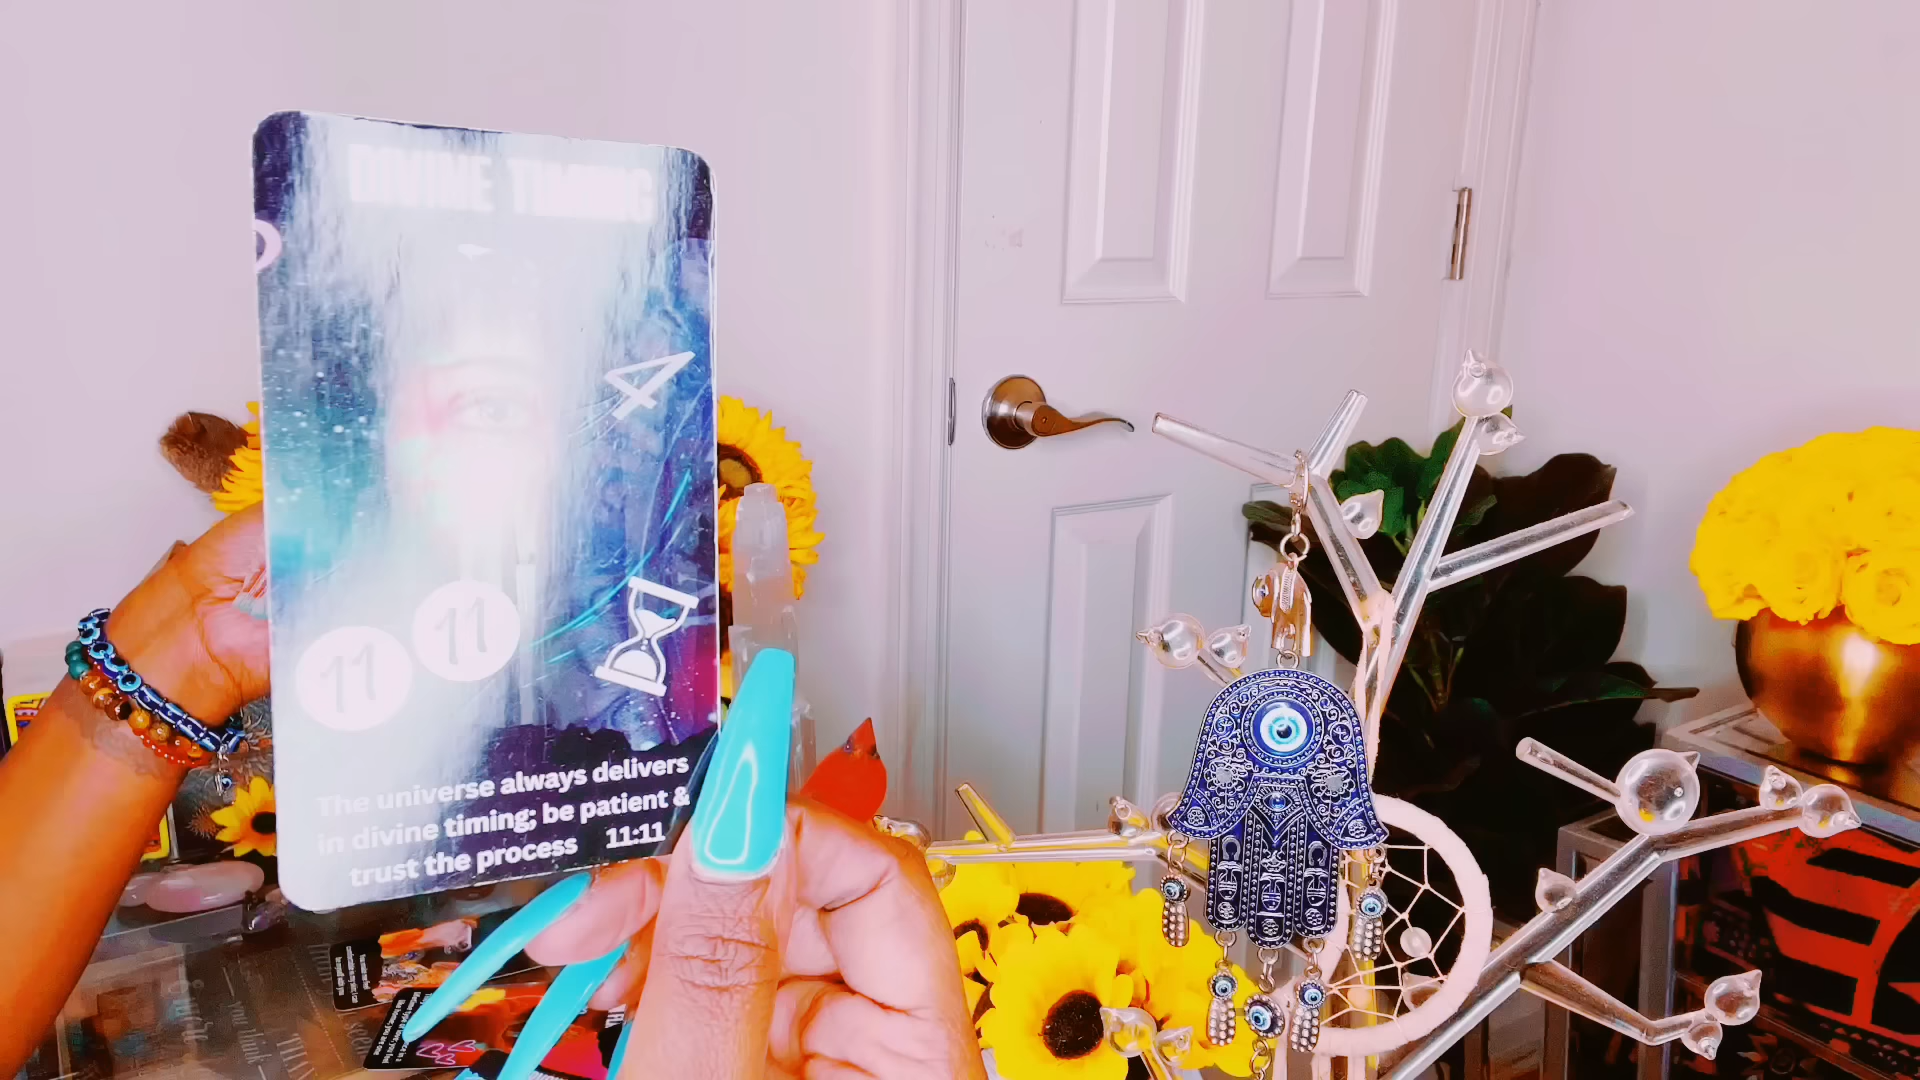 DIVINE TIMING
4
11 11
The universe always delivers
in divine timing; be patient &
trust the process 11:11